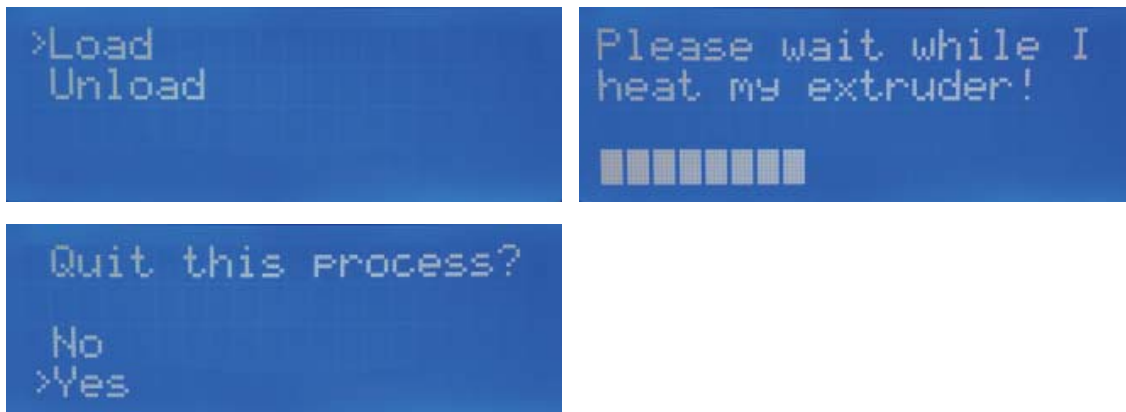 >Load
Unload
Please wait while I
heat my extruder!
Quit this process?
No
>Yes